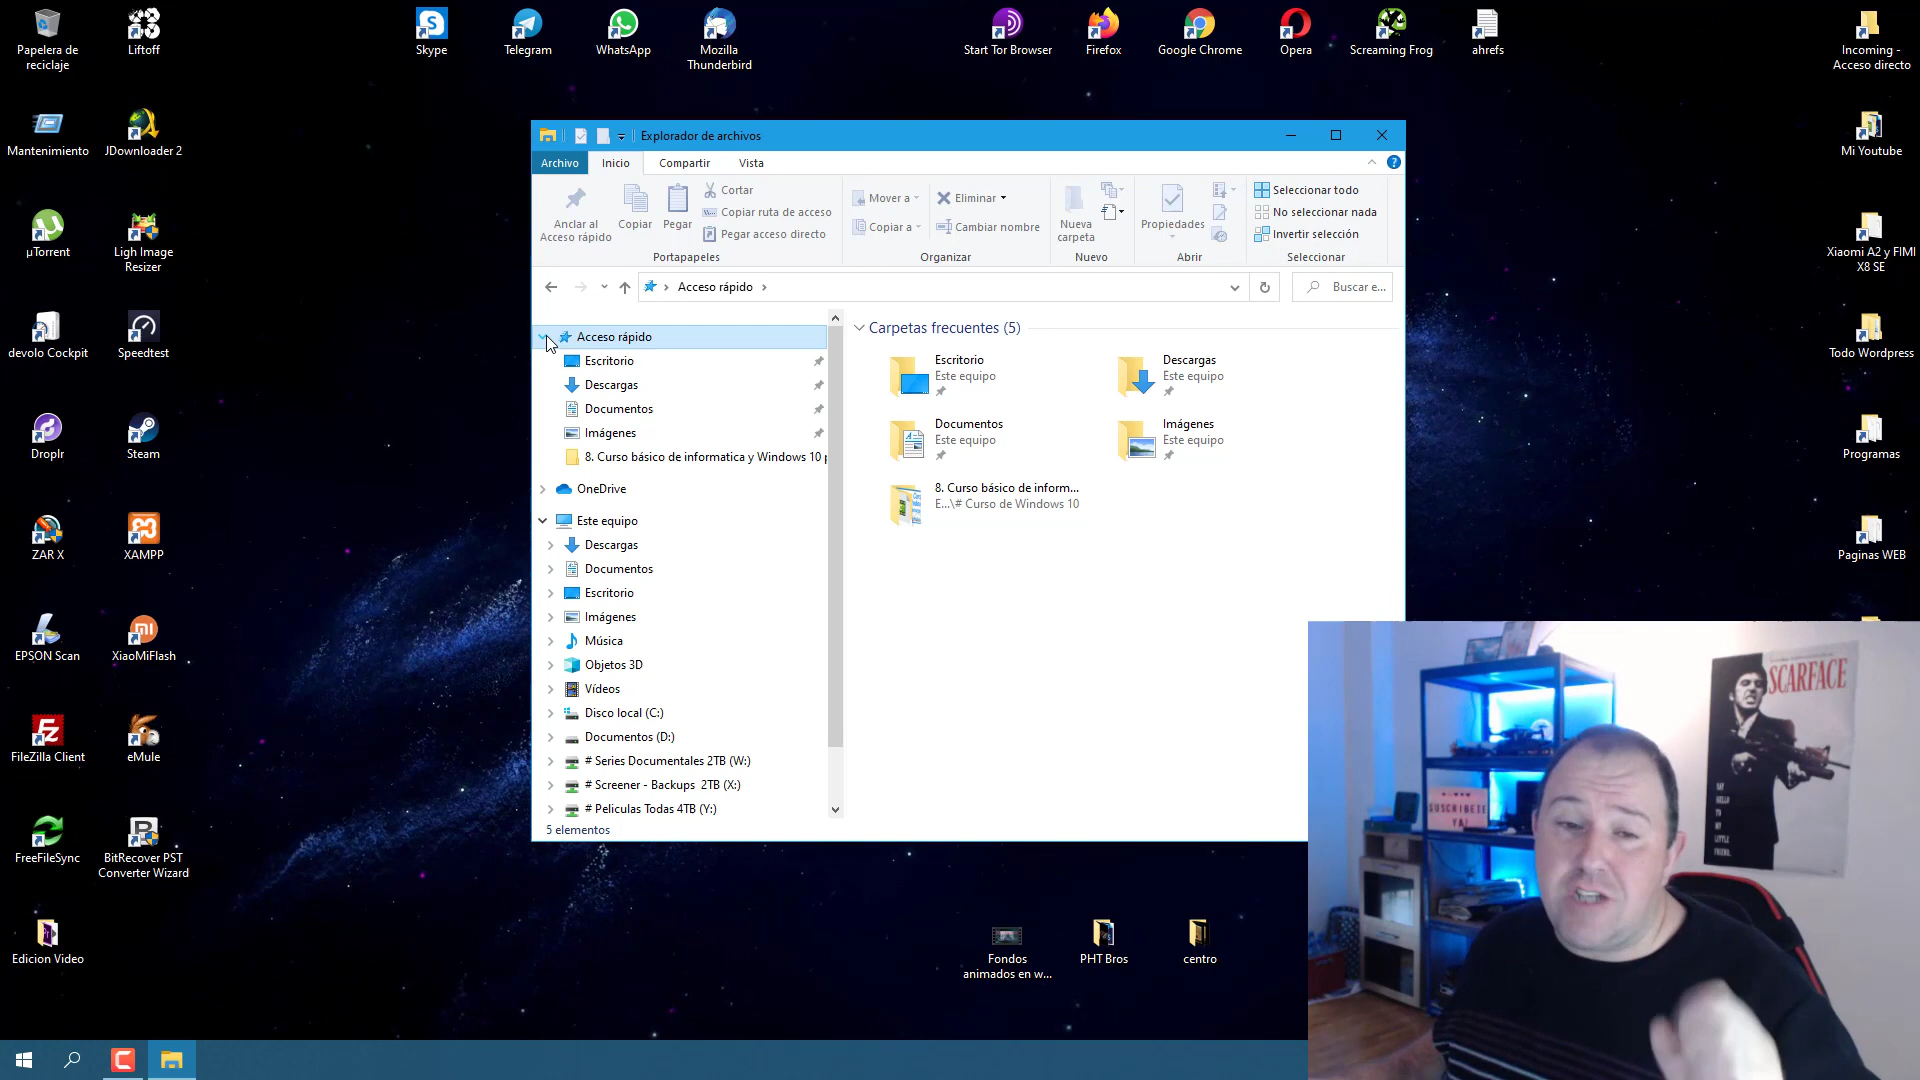 Papelera de
reciclaje
Liftoff
Skype
Telegram
WhatsApp
Mozilla
Thunderbird
Start Tor Browser
Firefox
Google Chrome
Opera
Screaming Frog
ahrefs
Incoming -
Acceso directo
Mantenimiento
JDownloader 2
Mi Youtube
µTorrent
Ligh Image
Resizer
Xiaomi A2 y FIMI
X8 SE
devolo Cockpit
Speedtest
Todo Wordpress
Droplr
Steam
Programas
ZAR X
XAMPP
Paginas WEB
EPSON Scan
XiaoMiFlash
FileZilla Client
eMule
FreeFileSync
BitRecover PST
Converter Wizard
Edicion Video
Fondos
animados en w...
PHT Bros
centro
Explorador de archivos
Archivo
Inicio
Compartir
Vista
Anclar al
Acceso rápido
Copiar
Pegar
Cortar
Copiar ruta de acceso
Pegar acceso directo
Portapapeles
Mover a
Copiar a
Eliminar
Cambiar nombre
Organizar
Nueva
carpeta
Nuevo
Propiedades
Abrir
Seleccionar todo
No seleccionar nada
Invertir selección
Seleccionar
Acceso rápido
Buscar e...
Acceso rápido
Escritorio
Descargas
Documentos
Imágenes
8. Curso básico de informatica y Windows 10 p
OneDrive
Este equipo
Descargas
Documentos
Escritorio
Imágenes
Música
Objetos 3D
Vídeos
Disco local (C:)
Documentos (D:)
# Series Documentales 2TB (W:)
# Screener - Backups 2TB (X:)
# Peliculas Todas 4TB (Y:)
5 elementos
Carpetas frecuentes (5)
Escritorio
Este equipo
Descargas
Este equipo
Documentos
Este equipo
Imágenes
Este equipo
8. Curso básico de inform...
E...\# Curso de Windows 10
SCARFACE
SAY
HELLO
TO
MY
LITTLE
FRIEND.
SUSCRIBETE
YA!